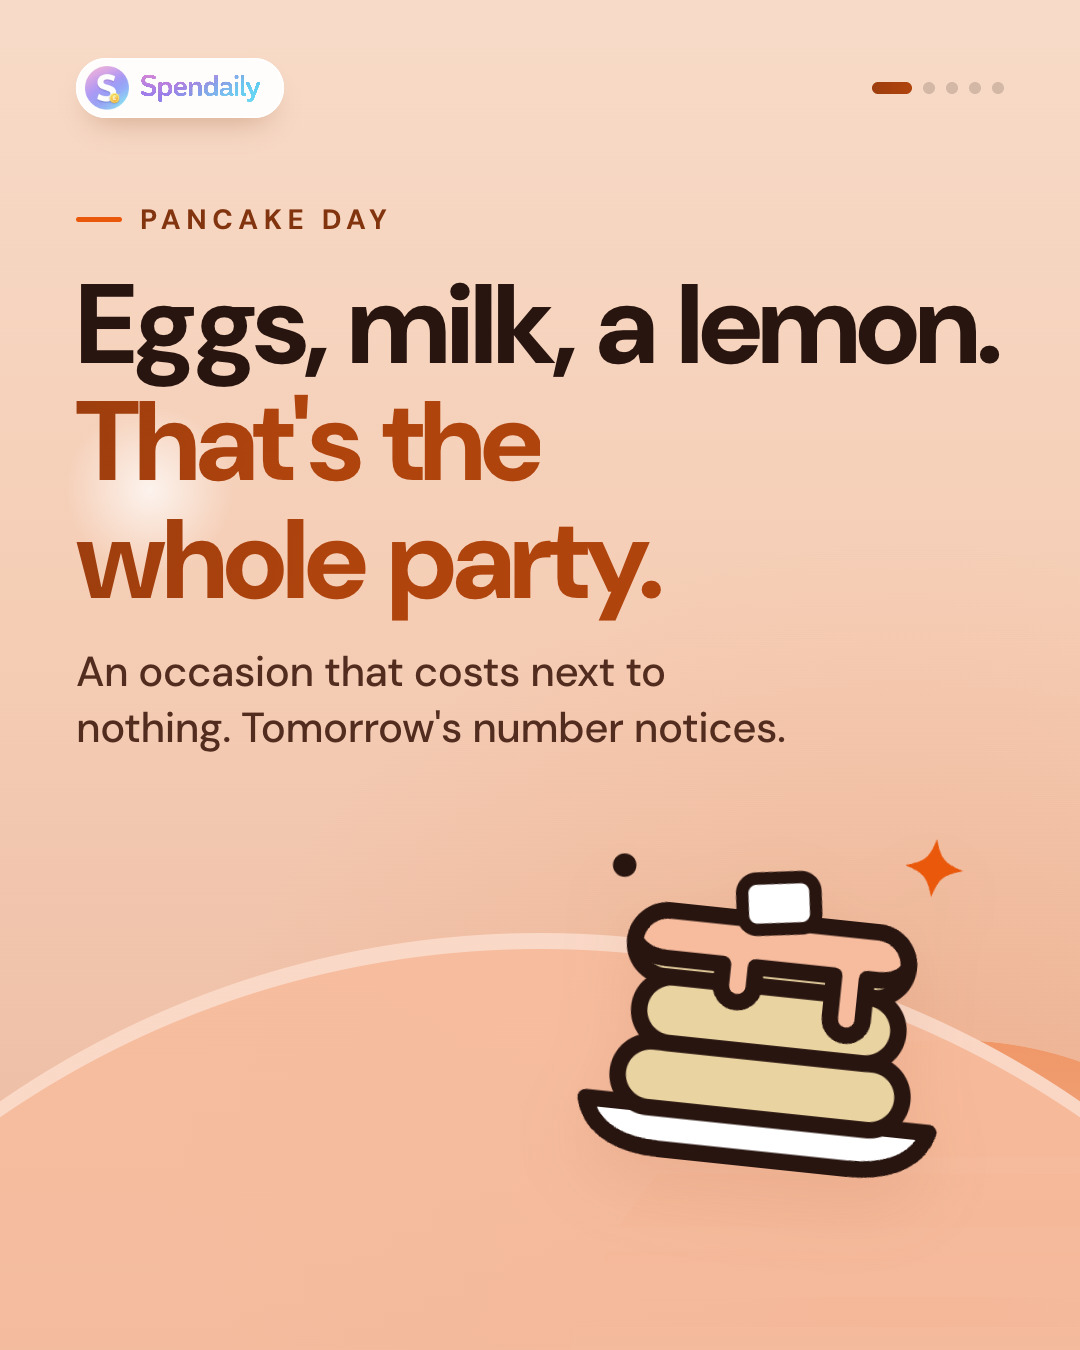 Spendaily
PANCAKE DAY
Eggs, milk, a lemon.
That's the
whole party.
An occasion that costs next to
nothing. Tomorrow's number notices.